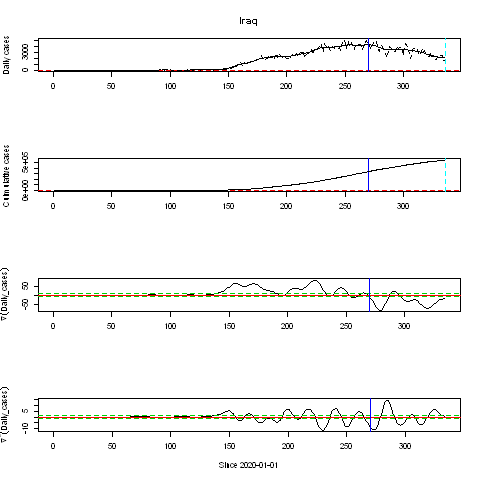 Iraq
Daily cases
0 3000
0 50 100 150 200 250 300
Cumulative cases
0e+00 5e+05
0 50 100 150 200 250 300
∇(Daily_cases)
-50 50
0 50 100 150 200 250 300
∇²(Daily_cases)
-10 5
0 50 100 150 200 250 300
Since 2020-01-01